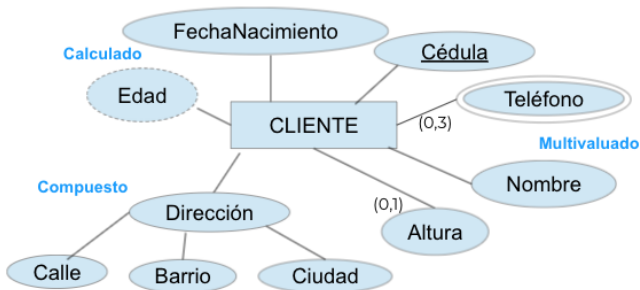 FechaNacimiento
Cédula
Calculado
Edad
Teléfono
CLIENTE
(0,3)
Multivaluado
Compuesto
Nombre
(0,1)
Dirección
Altura
Calle
Barrio
Ciudad